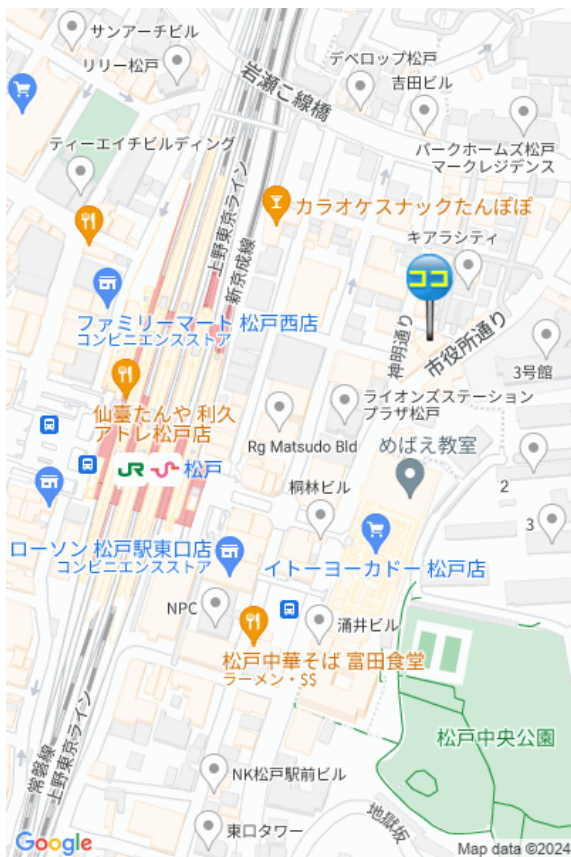 サンアーチビル
リリー松戸
デベロップ松戸
吉田ビル
岩瀬こ線橋
パークホームズ松戸
マークレジデンス
ティーエイチビルディング
カラオケスナックたんぽぽ
上野東京ライン
新京成線
キアラシティ
ココ
ファミリーマート 松戸西店
コンビニエンスストア
神明通り
市役所通り
3号館
仙臺たんや 利久
アトレ松戸店
ライオンズステーション
プラザ松戸
Rg Matsudo Bld
めばえ教室
JR
松戸
桐林ビル
2
3
ローソン 松戸駅東口店
コンビニエンスストア
イトーヨーカドー 松戸店
NPC
涌井ビル
松戸中華そば 富田食堂
ラーメン・$$
松戸中央公園
常磐線
上野東京ライン
NK松戸駅前ビル
地獄坂
東口タワー
Google
Map data ©2024